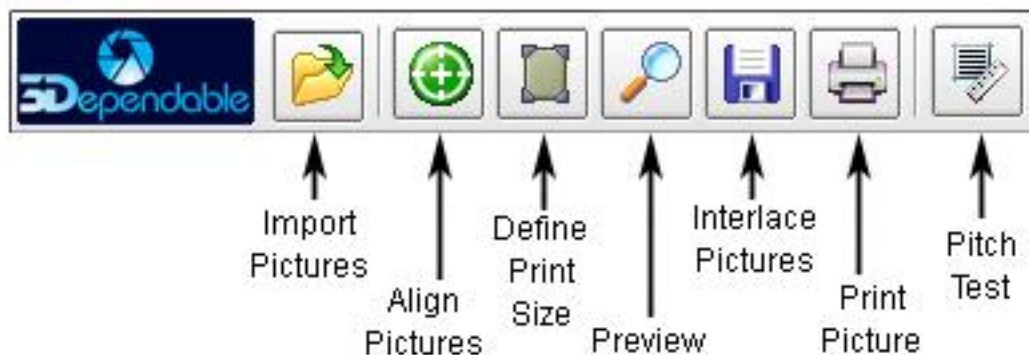 3Dependable
Import
Pictures
Align
Pictures
Define
Print
Size
Preview
Interlace
Pictures
Print
Picture
Pitch
Test